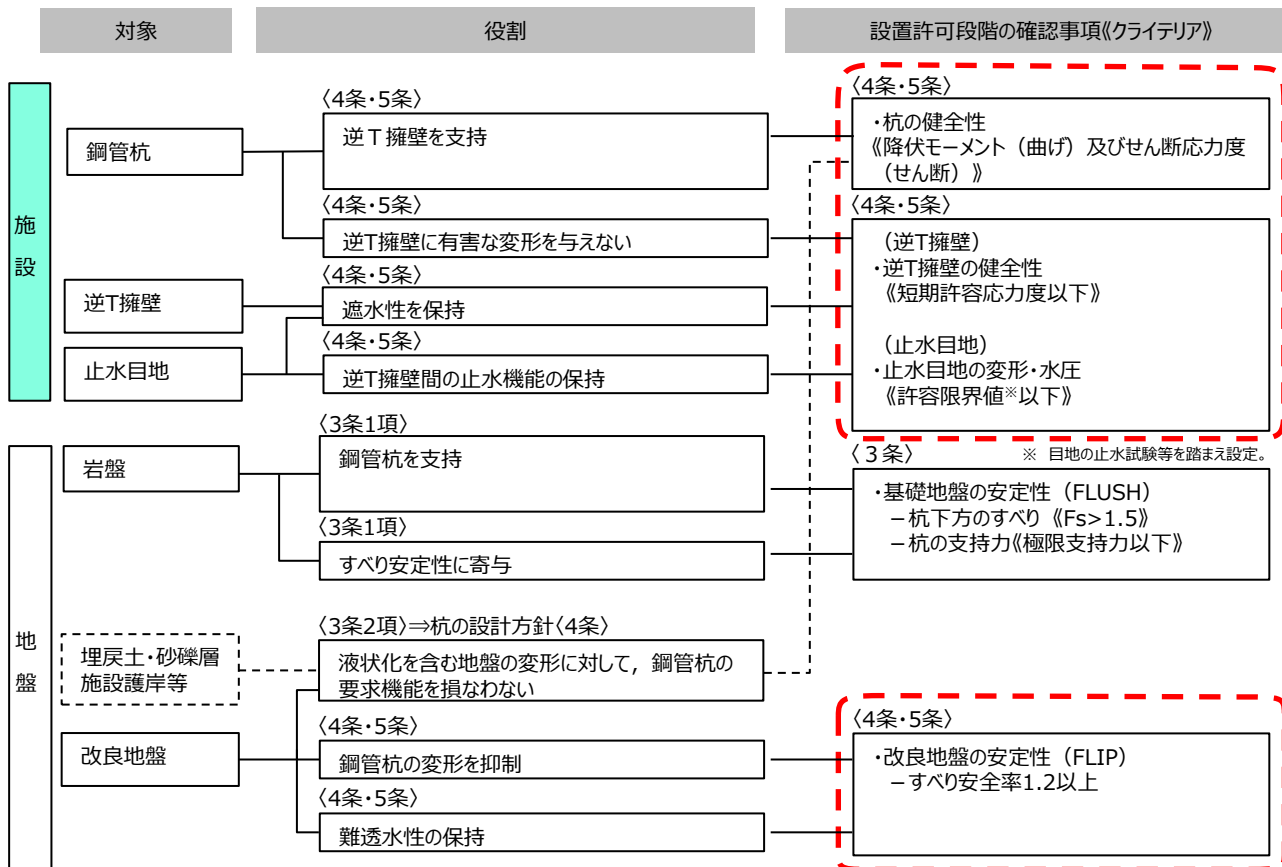 対象
役割
設置許可段階の確認事項《クライテリア》
施
設
鋼管杭
〈4条・5条〉
逆T擁壁を支持
〈4条・5条〉
・杭の健全性
《降伏モーメント（曲げ）及びせん断応力度
（せん断）》
〈4条・5条〉
逆T擁壁に有害な変形を与えない
〈4条・5条〉
（逆T擁壁）
・逆T擁壁の健全性
《短期許容応力度以下》
（止水目地）
・止水目地の変形・水圧
《許容限界値※以下》
逆T擁壁
〈4条・5条〉
遮水性を保持
止水目地
〈4条・5条〉
逆T擁壁間の止水機能の保持
地
盤
岩盤
〈3条1項〉
鋼管杭を支持
〈３条〉
※ 目地の止水試験等を踏まえ設定。
・基礎地盤の安定性（FLUSH）
－杭下方のすべり《Fs>1.5》
－杭の支持力《極限支持力以下》
〈3条1項〉
すべり安定性に寄与
埋戻土・砂礫層
施設護岸等
〈3条2項〉⇒杭の設計方針〈4条〉
液状化を含む地盤の変形に対して，鋼管杭の
要求機能を損なわない
改良地盤
〈4条・5条〉
鋼管杭の変形を抑制
〈4条・5条〉
・改良地盤の安定性（FLIP）
－すべり安全率1.2以上
〈4条・5条〉
難透水性の保持